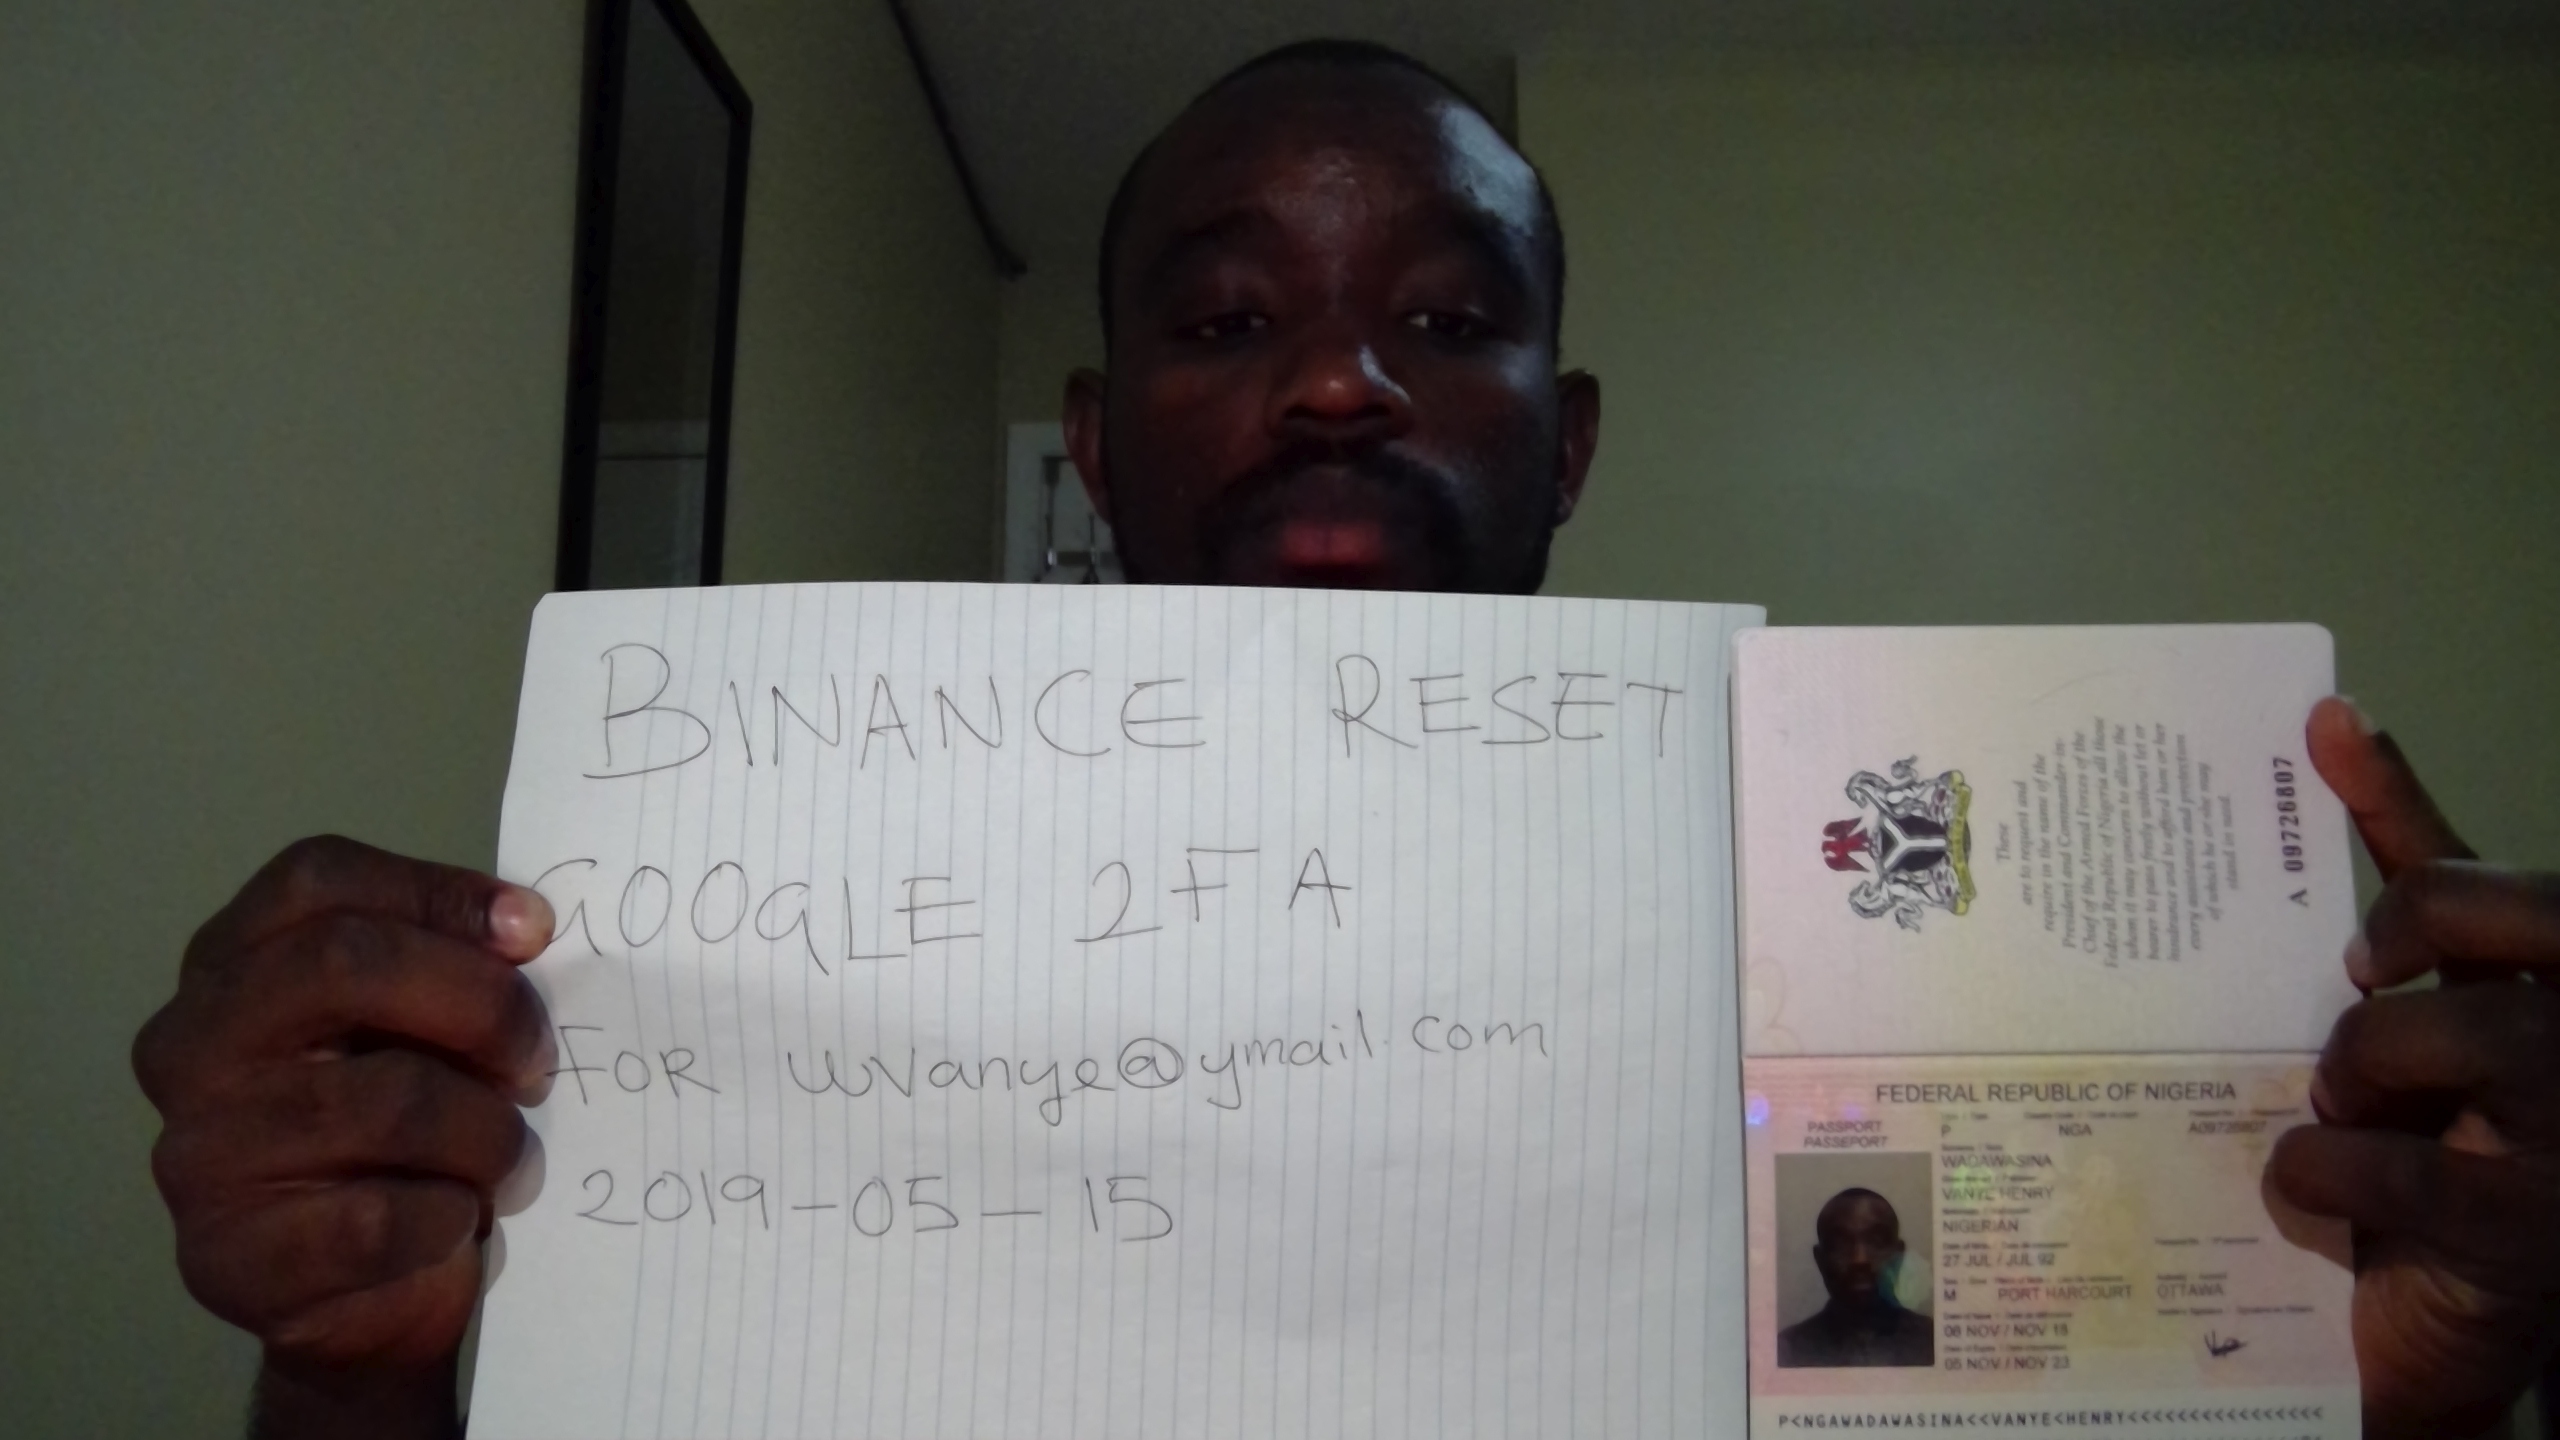 BINANCE RESET
GOOGLE 2FA
FOR wvanye@ymail.com
2019-05-15
These
are to request and
require in the name of the
President and Commander-in-
Chief of the Armed Forces of the
Federal Republic of Nigeria all those
whom it may concern to allow the
bearer to pass freely without let or
hindrance and to afford him or her
every assistance and protection
of which he or she may
stand in need.
A 09726807
FEDERAL REPUBLIC OF NIGERIA
PASSPORT
PASSEPORT
P NGA A09726807
WADAWASINA
VANYE HENRY
NIGERIAN
27 JUL / JUL 92
M PORT HARCOURT OTTAWA
06 NOV / NOV 18
05 NOV / NOV 23
P<NGAWADAWASINA<<VANYE<HENRY<<<<<<<<<<<<<<<<